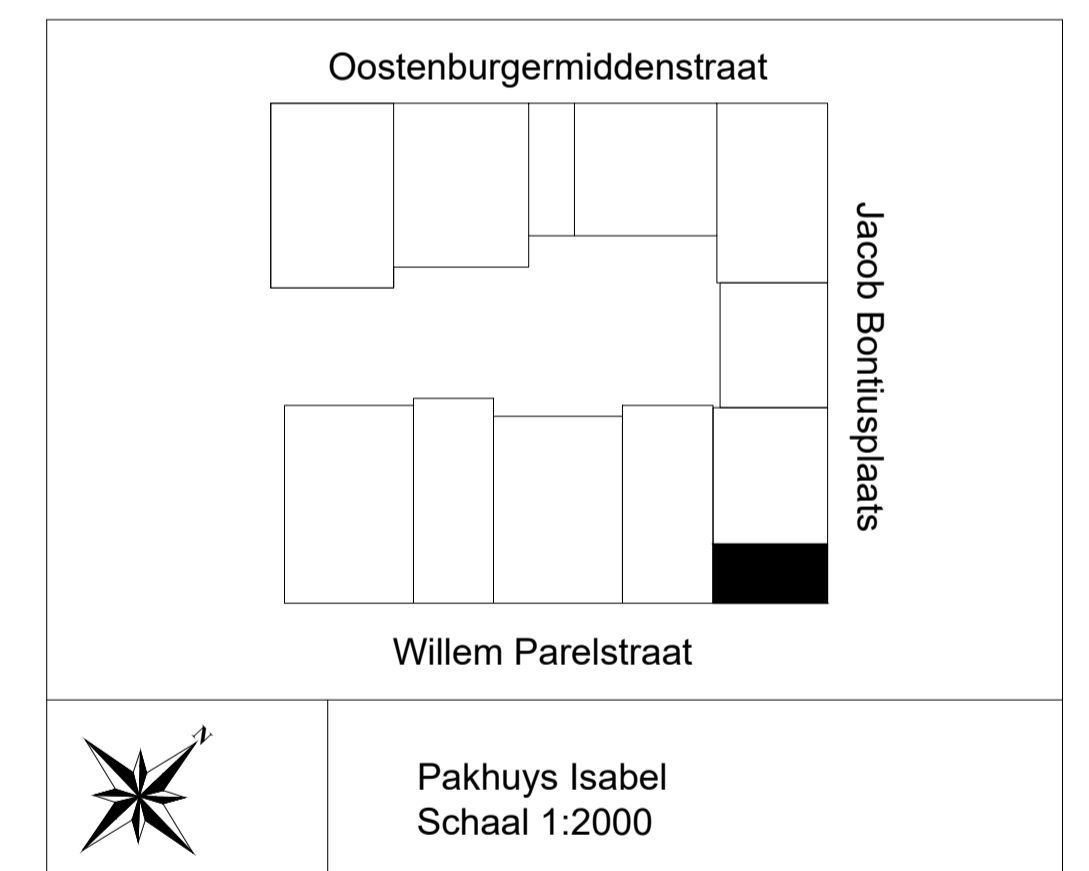 Oostenburgermiddenstraat
Jacob Bontiusplaats
Willem Parelstraat
N
Pakhuys Isabel
Schaal 1:2000